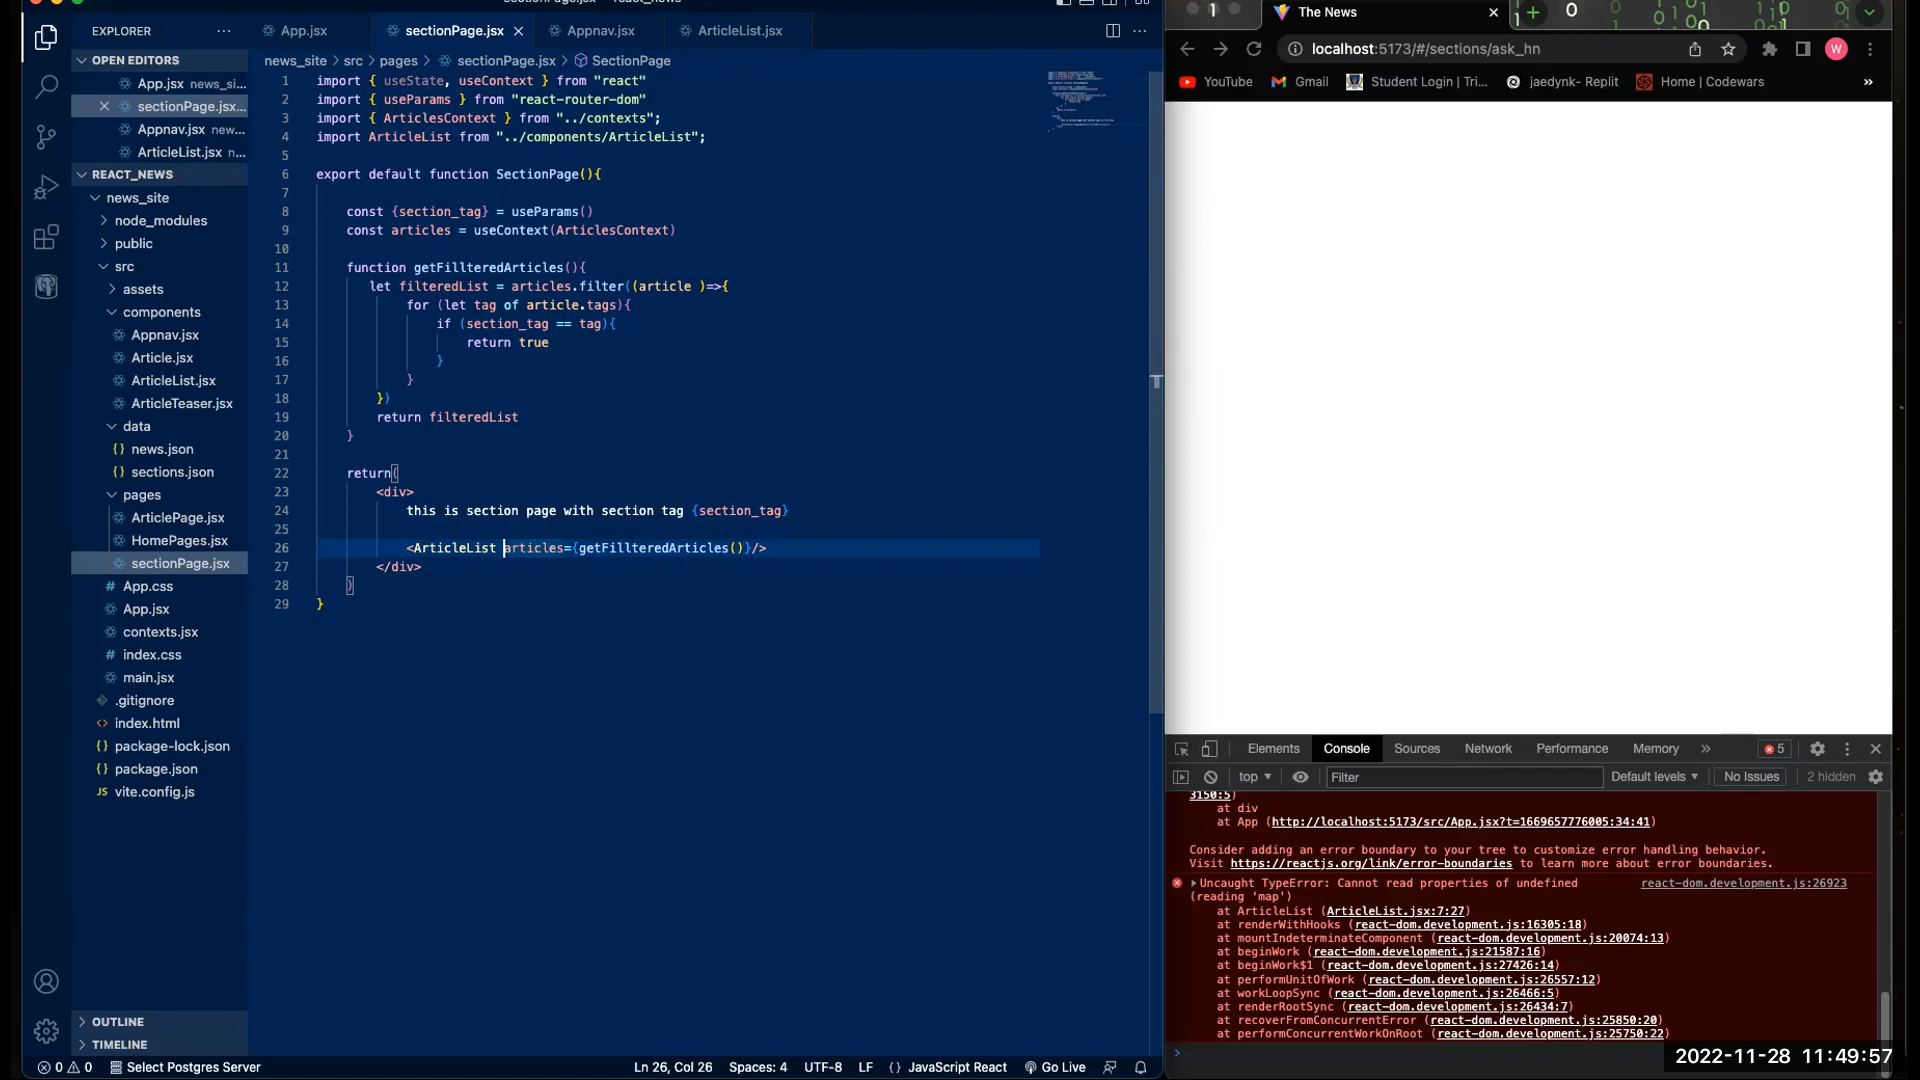 EXPLORER
App.jsx
sectionPage.jsx
Appnav.jsx
ArticleList.jsx
OPEN EDITORS
App.jsx news_si...
sectionPage.jsx...
Appnav.jsx new...
ArticleList.jsx n...
REACT_NEWS
news_site
node_modules
public
src
assets
components
Appnav.jsx
Article.jsx
ArticleList.jsx
ArticleTeaser.jsx
data
news.json
sections.json
pages
ArticlePage.jsx
HomePages.jsx
sectionPage.jsx
App.css
App.jsx
contexts.jsx
index.css
main.jsx
.gitignore
index.html
package-lock.json
package.json
vite.config.js
OUTLINE
TIMELINE
news_site > src > pages > sectionPage.jsx > SectionPage
1 import { useState, useContext } from "react"
2 import { useParams } from "react-router-dom"
3 import { ArticlesContext } from "../contexts";
4 import ArticleList from "../components/ArticleList";
5
6 export default function SectionPage(){
7
8 const {section_tag} = useParams()
9 const articles = useContext(ArticlesContext)
10
11 function getFillteredArticles(){
12 let filteredList = articles.filter((article )=>{
13 for (let tag of article.tags){
14 if (section_tag == tag){
15 return true
16 }
17 }
18 })
19 return filteredList
20 }
21
22 return(
23 <div>
24 this is section page with section tag {section_tag}
25
26 <ArticleList articles={getFillteredArticles()}/>
27 </div>
28 )
29 }
0 0 Select Postgres Server
Ln 26, Col 26 Spaces: 4 UTF-8 LF {} JavaScript React Go Live
The News
localhost:5173/#/sections/ask_hn
W
YouTube Gmail Student Login | Tri... jaedynk- Replit Home | Codewars »
Elements Console Sources Network Performance Memory » 5
top Filter Default levels No Issues 2 hidden
3150:5)
at div
at App (http://localhost:5173/src/App.jsx?t=1669657776005:34:41)
Consider adding an error boundary to your tree to customize error handling behavior.
Visit https://reactjs.org/link/error-boundaries to learn more about error boundaries.
Uncaught TypeError: Cannot read properties of undefined react-dom.development.js:26923
(reading 'map')
at ArticleList (ArticleList.jsx:7:27)
at renderWithHooks (react-dom.development.js:16305:18)
at mountIndeterminateComponent (react-dom.development.js:20074:13)
at beginWork (react-dom.development.js:21587:16)
at beginWork$1 (react-dom.development.js:27426:14)
at performUnitOfWork (react-dom.development.js:26557:12)
at workLoopSync (react-dom.development.js:26466:5)
at renderRootSync (react-dom.development.js:26434:7)
at recoverFromConcurrentError (react-dom.development.js:25850:20)
at performConcurrentWorkOnRoot (react-dom.development.js:25750:22)
2022-11-28 11:49:57